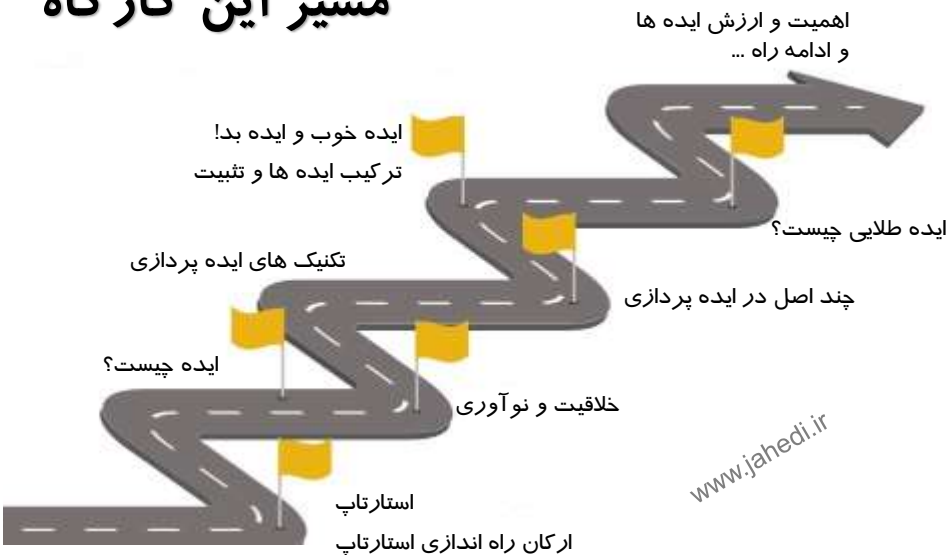 مسیر این کارگاه
اهمیت و ارزش ایده ها
و ادامه راه ...
ایده خوب و ایده بد!
ترکیب ایده ها و تثبیت
ایده طلایی چیست؟
تکنیک های ایده پردازی
چند اصل در ایده پردازی
ایده چیست؟
خلاقیت و نوآوری
www.jahedi.ir
استارتاپ
ارکان راه اندازی استارتاپ